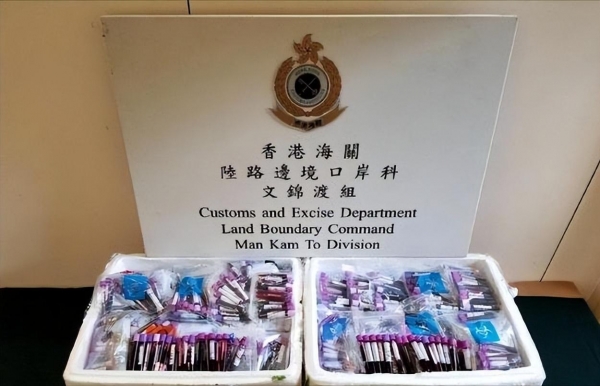 香港海關
陸路邊境口岸科
文錦渡組
Customs and Excise Department
Land Boundary Command
Man Kam To Division